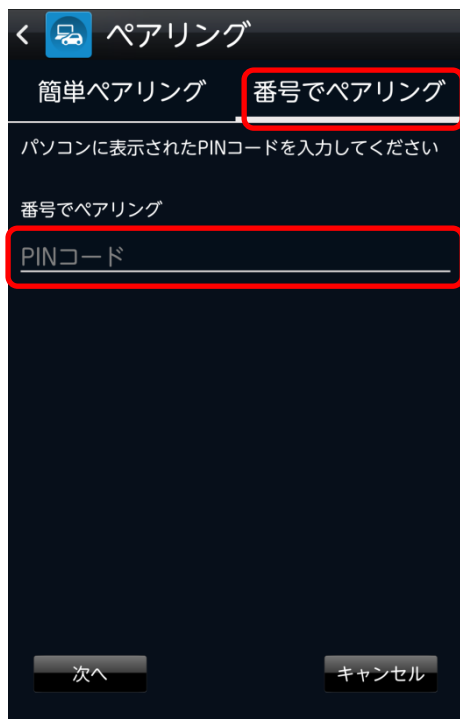 ペアリング
簡単ペアリング 番号でペアリング
パソコンに表示されたPINコードを入力してください
番号でペアリング
PINコード
次へ キャンセル